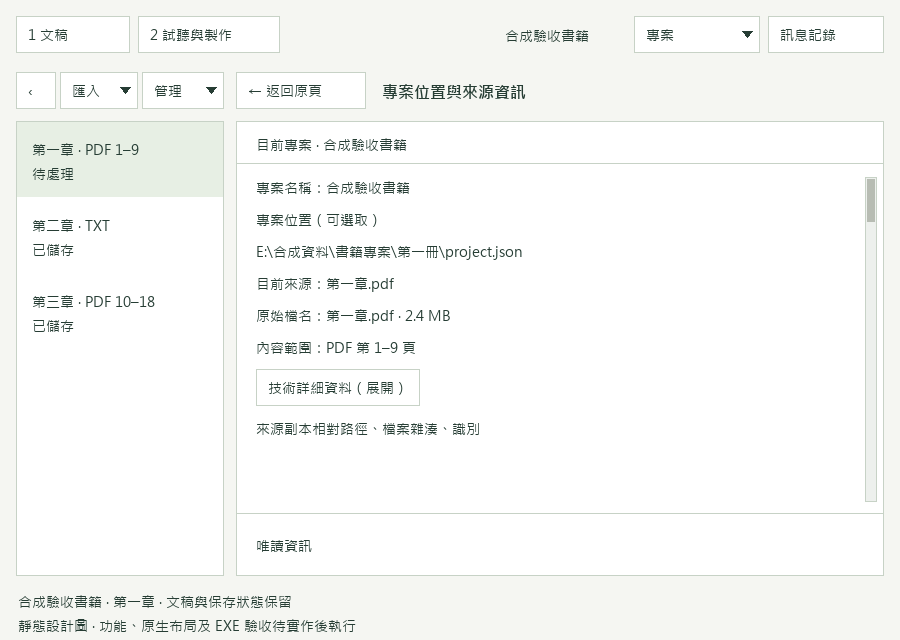 1 文稿
2 試聽與製作
合成驗收書籍
專案
訊息記錄
‹
匯入
管理
← 返回原頁
專案位置與來源資訊
第一章 · PDF 1–9
待處理
第二章 · TXT
已儲存
第三章 · PDF 10–18
已儲存
目前專案 · 合成驗收書籍
專案名稱：合成驗收書籍
專案位置（可選取）
E:\合成資料\書籍專案\第一冊\project.json
目前來源：第一章.pdf
原始檔名：第一章.pdf · 2.4 MB
內容範圍：PDF 第 1–9 頁
技術詳細資料（展開）
來源副本相對路徑、檔案雜湊、識別
唯讀資訊
合成驗收書籍 · 第一章 · 文稿與保存狀態保留
靜態設計圖 · 功能、原生布局及 EXE 驗收待實作後執行